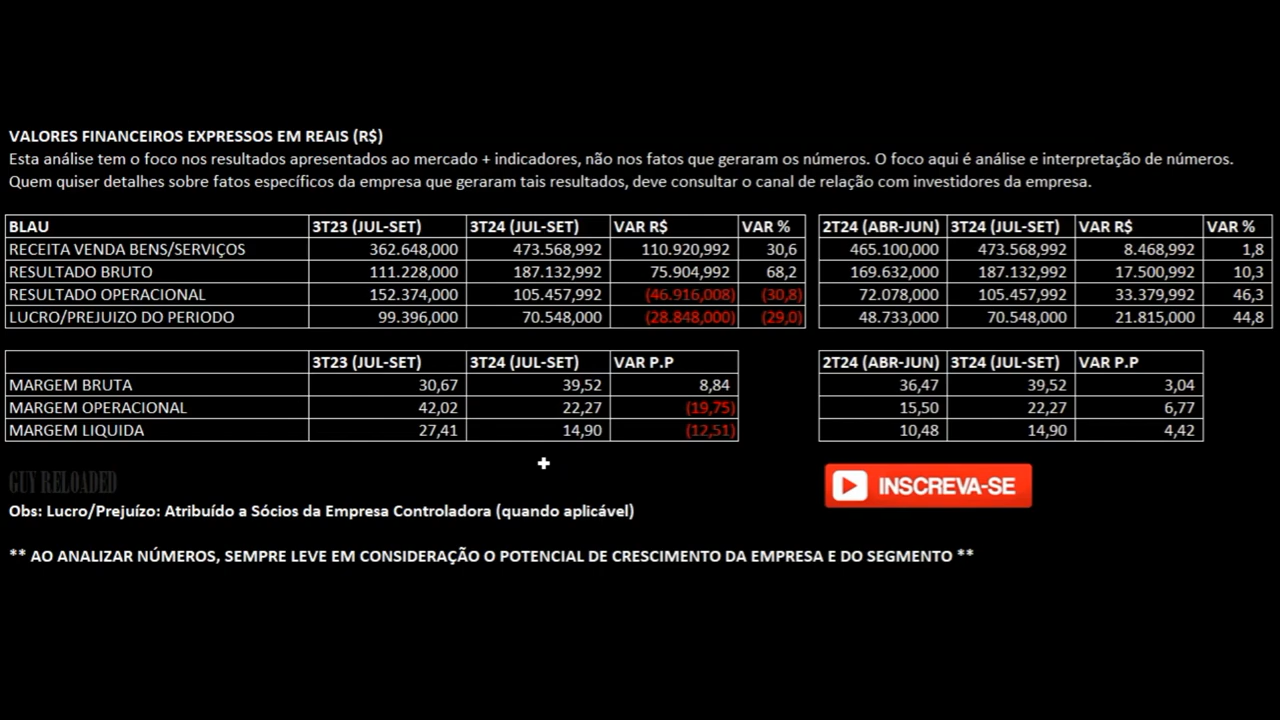 VALORES FINANCEIROS EXPRESSOS EM REAIS (R$)
Esta análise tem o foco nos resultados apresentados ao mercado + indicadores, não nos fatos que geraram os números. O foco aqui é análise e interpretação de números.
Quem quiser detalhes sobre fatos específicos da empresa que geraram tais resultados, deve consultar o canal de relação com investidores da empresa.
BLAU 3T23 (JUL-SET) 3T24 (JUL-SET) VAR R$ VAR % 2T24 (ABR-JUN) 3T24 (JUL-SET) VAR R$ VAR %
RECEITA VENDA BENS/SERVIÇOS 362.648,000 473.568,992 110.920,992 30,6 465.100,000 473.568,992 8.468,992 1,8
RESULTADO BRUTO 111.228,000 187.132,992 75.904,992 68,2 169.632,000 187.132,992 17.500,992 10,3
RESULTADO OPERACIONAL 152.374,000 105.457,992 (46.916,008) (30,8) 72.078,000 105.457,992 33.379,992 46,3
LUCRO/PREJUIZO DO PERIODO 99.396,000 70.548,000 (28.848,000) (29,0) 48.733,000 70.548,000 21.815,000 44,8
3T23 (JUL-SET) 3T24 (JUL-SET) VAR P.P 2T24 (ABR-JUN) 3T24 (JUL-SET) VAR P.P
MARGEM BRUTA 30,67 39,52 8,84 36,47 39,52 3,04
MARGEM OPERACIONAL 42,02 22,27 (19,75) 15,50 22,27 6,77
MARGEM LIQUIDA 27,41 14,90 (12,51) 10,48 14,90 4,42
GUY RELOADED
INSCREVA-SE
Obs: Lucro/Prejuízo: Atribuído a Sócios da Empresa Controladora (quando aplicável)
** AO ANALIZAR NÚMEROS, SEMPRE LEVE EM CONSIDERAÇÃO O POTENCIAL DE CRESCIMENTO DA EMPRESA E DO SEGMENTO **